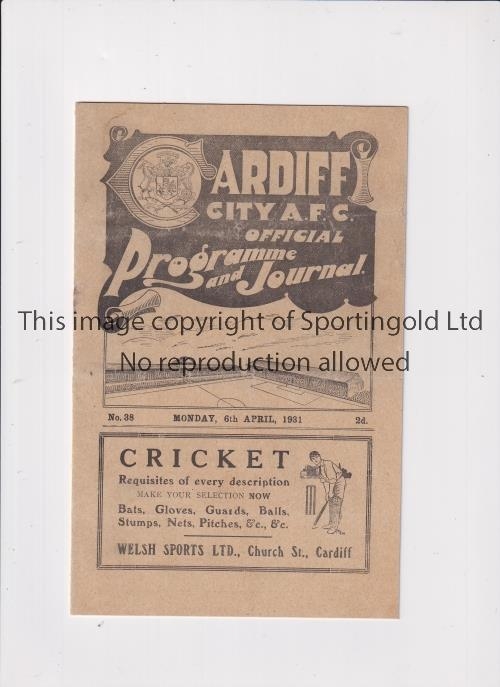 CARDIFF
CITY A.F.C.
OFFICIAL
Programme
and Journal.
This image copyright of Sportingold Ltd
No reproduction allowed
No. 38 MONDAY, 6th APRIL, 1931 2d.
CRICKET
Requisites of every description
MAKE YOUR SELECTION NOW
Bats, Gloves, Guards, Balls,
Stumps, Nets, Pitches, &c., &c.
WELSH SPORTS LTD., Church St., Cardiff